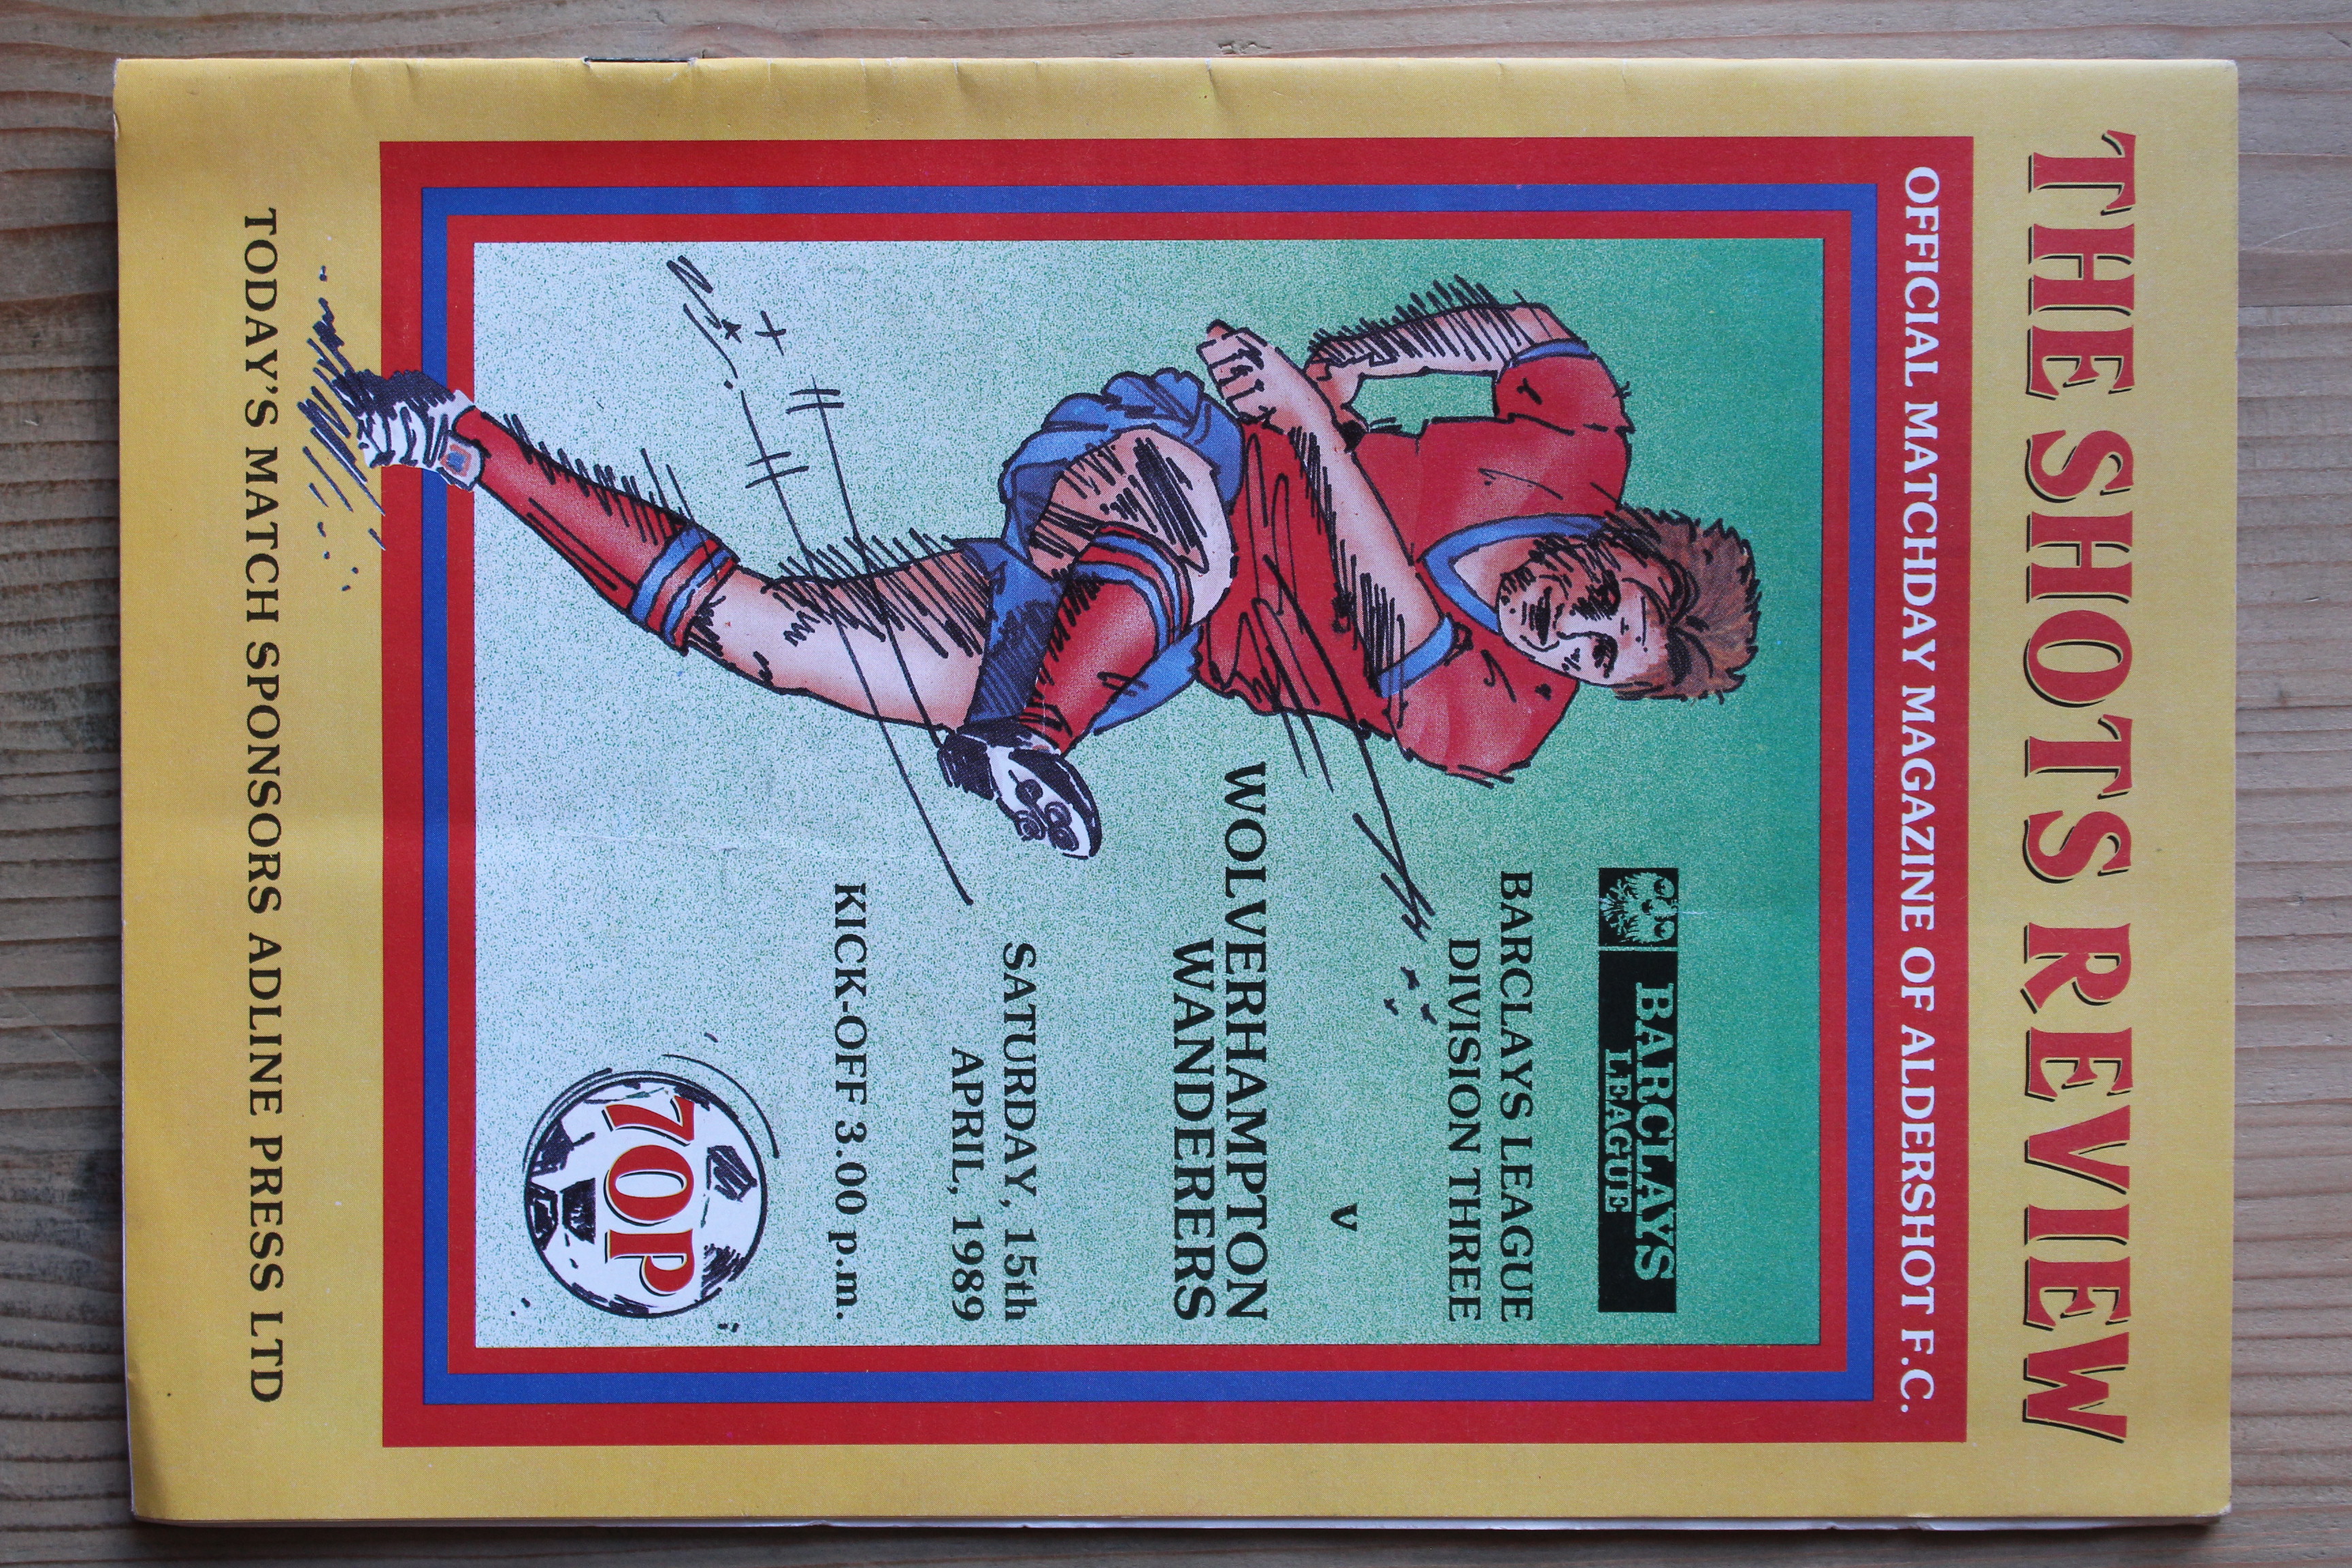 THE SHOTS REVIEW
OFFICIAL MATCHDAY MAGAZINE OF ALDERSHOT F.C.
BARCLAYS
LEAGUE
BARCLAYS LEAGUE
DIVISION THREE
v
WOLVERHAMPTON
WANDERERS
SATURDAY, 15th
APRIL, 1989
KICK-OFF 3.00 p.m.
70P
TODAY'S MATCH SPONSORS ADLINE PRESS LTD